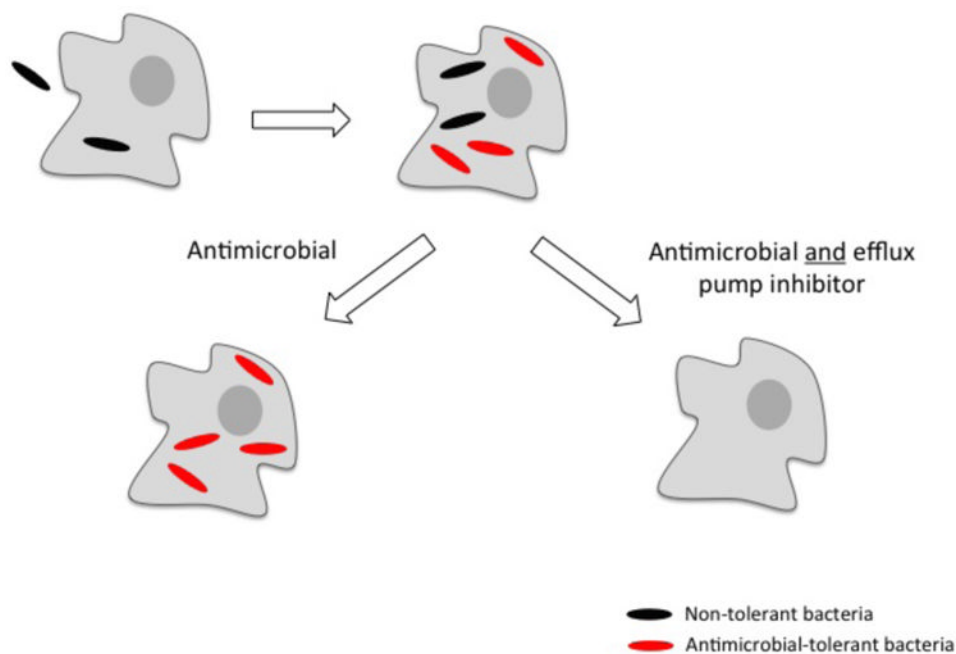 Antimicrobial
Antimicrobial and efflux
pump inhibitor
Non-tolerant bacteria
Antimicrobial-tolerant bacteria